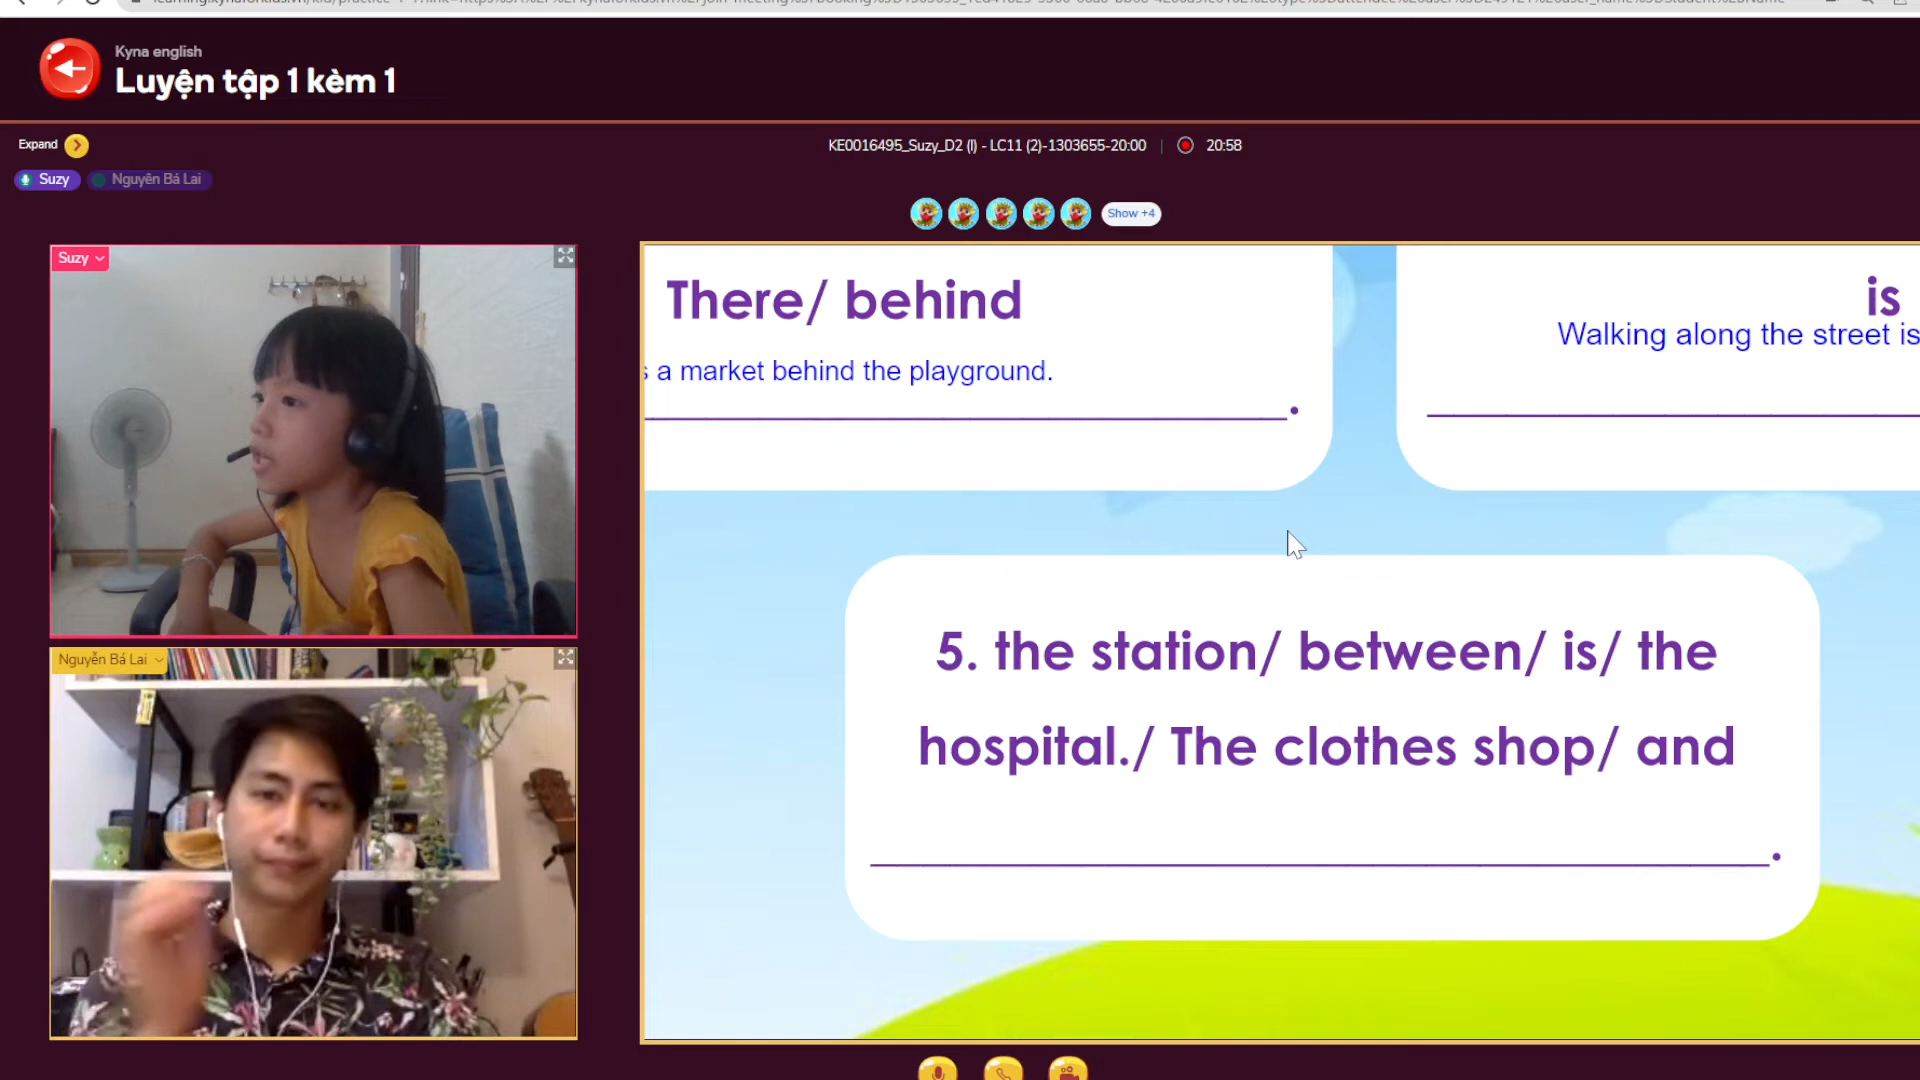 Kyna english
Luyện tập 1 kèm 1
Expand
KE0016495_Suzy_D2 (I) - LC11 (2)-1303655-20:00
20:58
Suzy
Nguyễn Bá Lai
Show +4
Suzy
There/ behind
is
Walking along the street is
a market behind the playground.
Nguyễn Bá Lai
5. the station/ between/ is/ the
hospital./ The clothes shop/ and